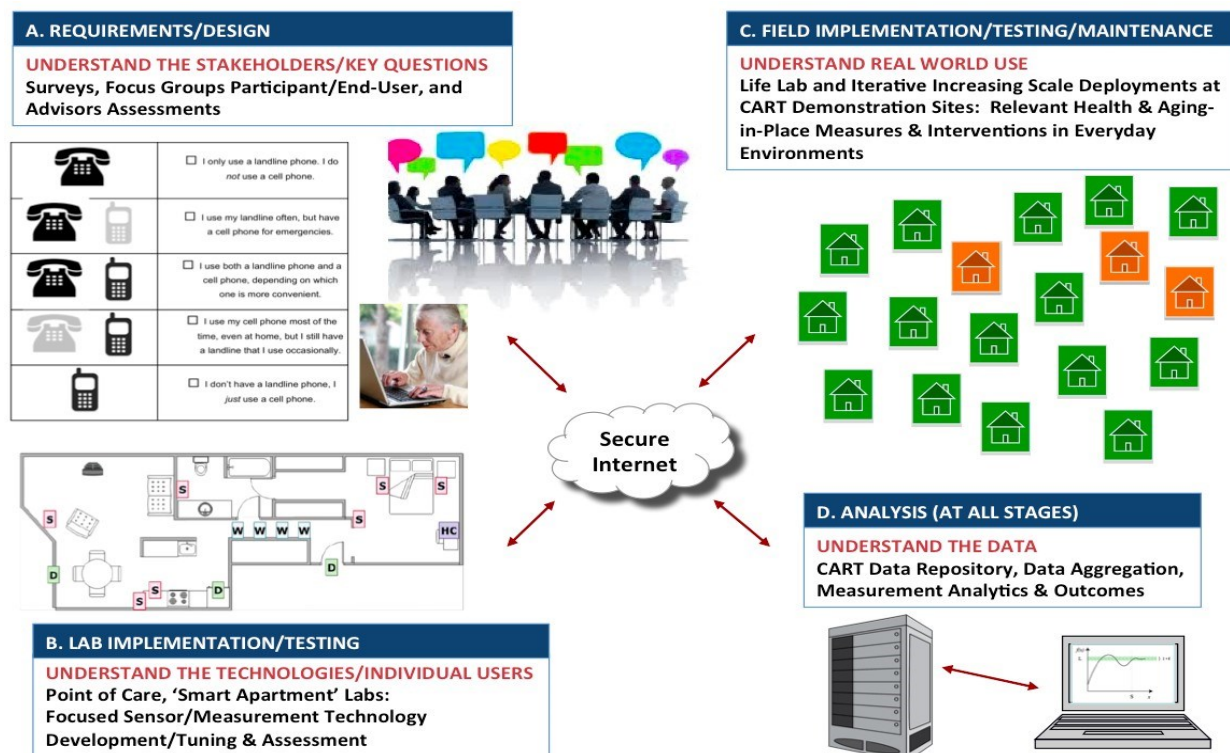 A. REQUIREMENTS/DESIGN
UNDERSTAND THE STAKEHOLDERS/KEY QUESTIONS
Surveys, Focus Groups Participant/End-User, and
Advisors Assessments
I only use a landline phone. I do
not use a cell phone.
I use my landline often, but have
a cell phone for emergencies.
I use both a landline phone and a
cell phone, depending on which
one is more convenient.
I use my cell phone most of the
time, even at home, but I still have
a landline that I use occasionally.
I don't have a landline phone, I
just use a cell phone.
C. FIELD IMPLEMENTATION/TESTING/MAINTENANCE
UNDERSTAND REAL WORLD USE
Life Lab and Iterative Increasing Scale Deployments at
CART Demonstration Sites: Relevant Health & Aging-
in-Place Measures & Interventions in Everyday
Environments
Secure
Internet
S
S
S
S
S
W
W
W
W
HC
D
D
S
D
S
B. LAB IMPLEMENTATION/TESTING
UNDERSTAND THE TECHNOLOGIES/INDIVIDUAL USERS
Point of Care, ‘Smart Apartment’ Labs:
Focused Sensor/Measurement Technology
Development/Tuning & Assessment
D. ANALYSIS (AT ALL STAGES)
UNDERSTAND THE DATA
CART Data Repository, Data Aggregation,
Measurement Analytics & Outcomes